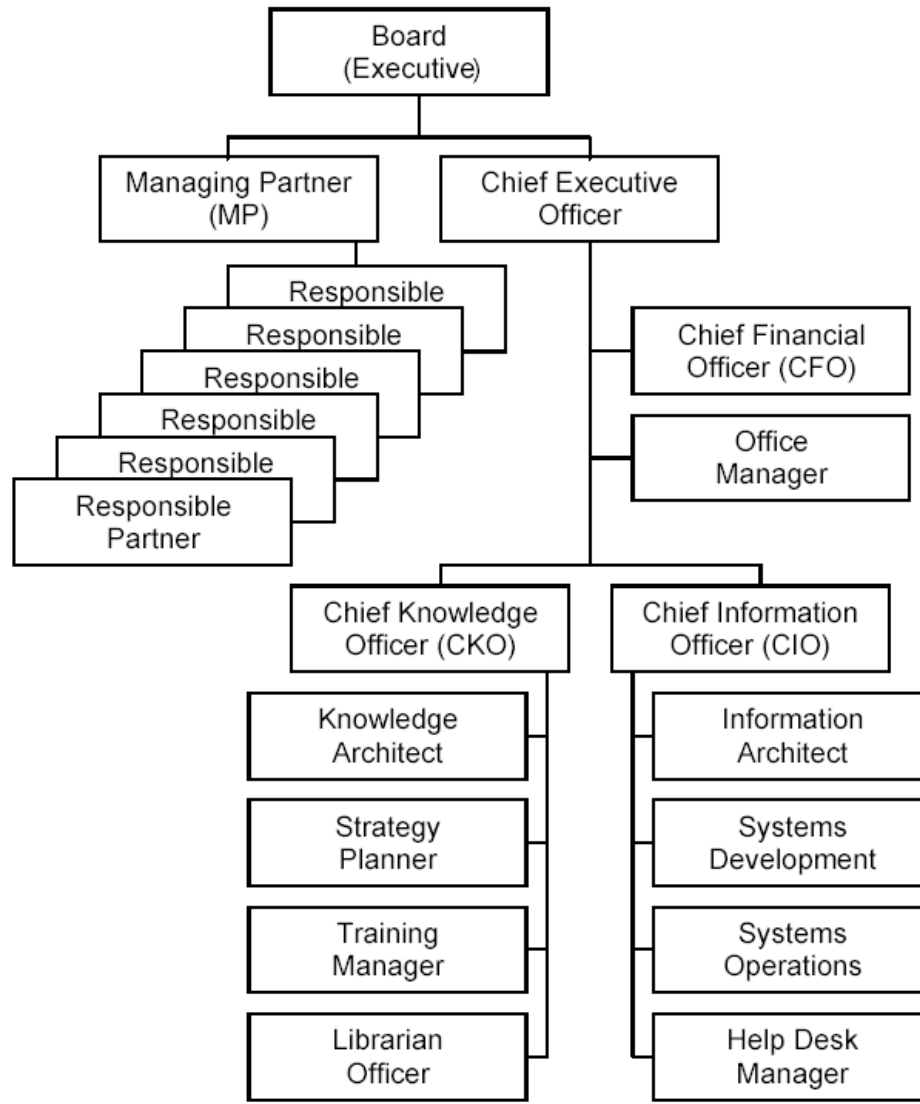 Board
(Executive)
Managing Partner
(MP)
Chief Executive
Officer
Responsible
Responsible
Responsible
Responsible
Responsible
Responsible
Partner
Chief Financial
Officer (CFO)
Office
Manager
Chief Knowledge
Officer (CKO)
Chief Information
Officer (CIO)
Knowledge
Architect
Information
Architect
Strategy
Planner
Systems
Development
Training
Manager
Systems
Operations
Librarian
Officer
Help Desk
Manager